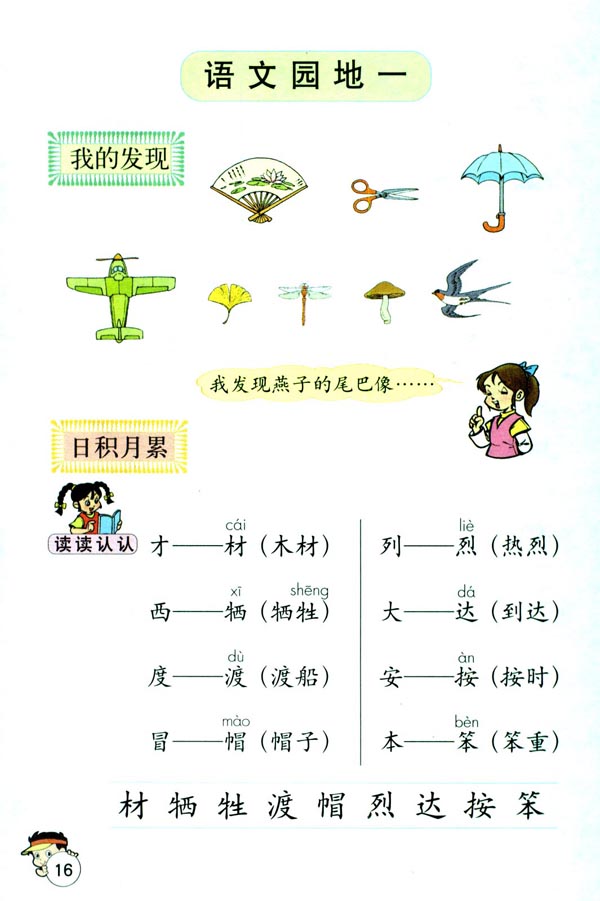 语文园地一
我的发现
我发现燕子的尾巴像……
日积月累
读读认认
cái
才——材（木材）
liè
列——烈（热烈）
xī shēng
西——牺（牺牲）
dá
大——达（到达）
dù
度——渡（渡船）
àn
安——按（按时）
mào
冒——帽（帽子）
bèn
本——笨（笨重）
材 牺 牲 渡 帽 烈 达 按 笨
16